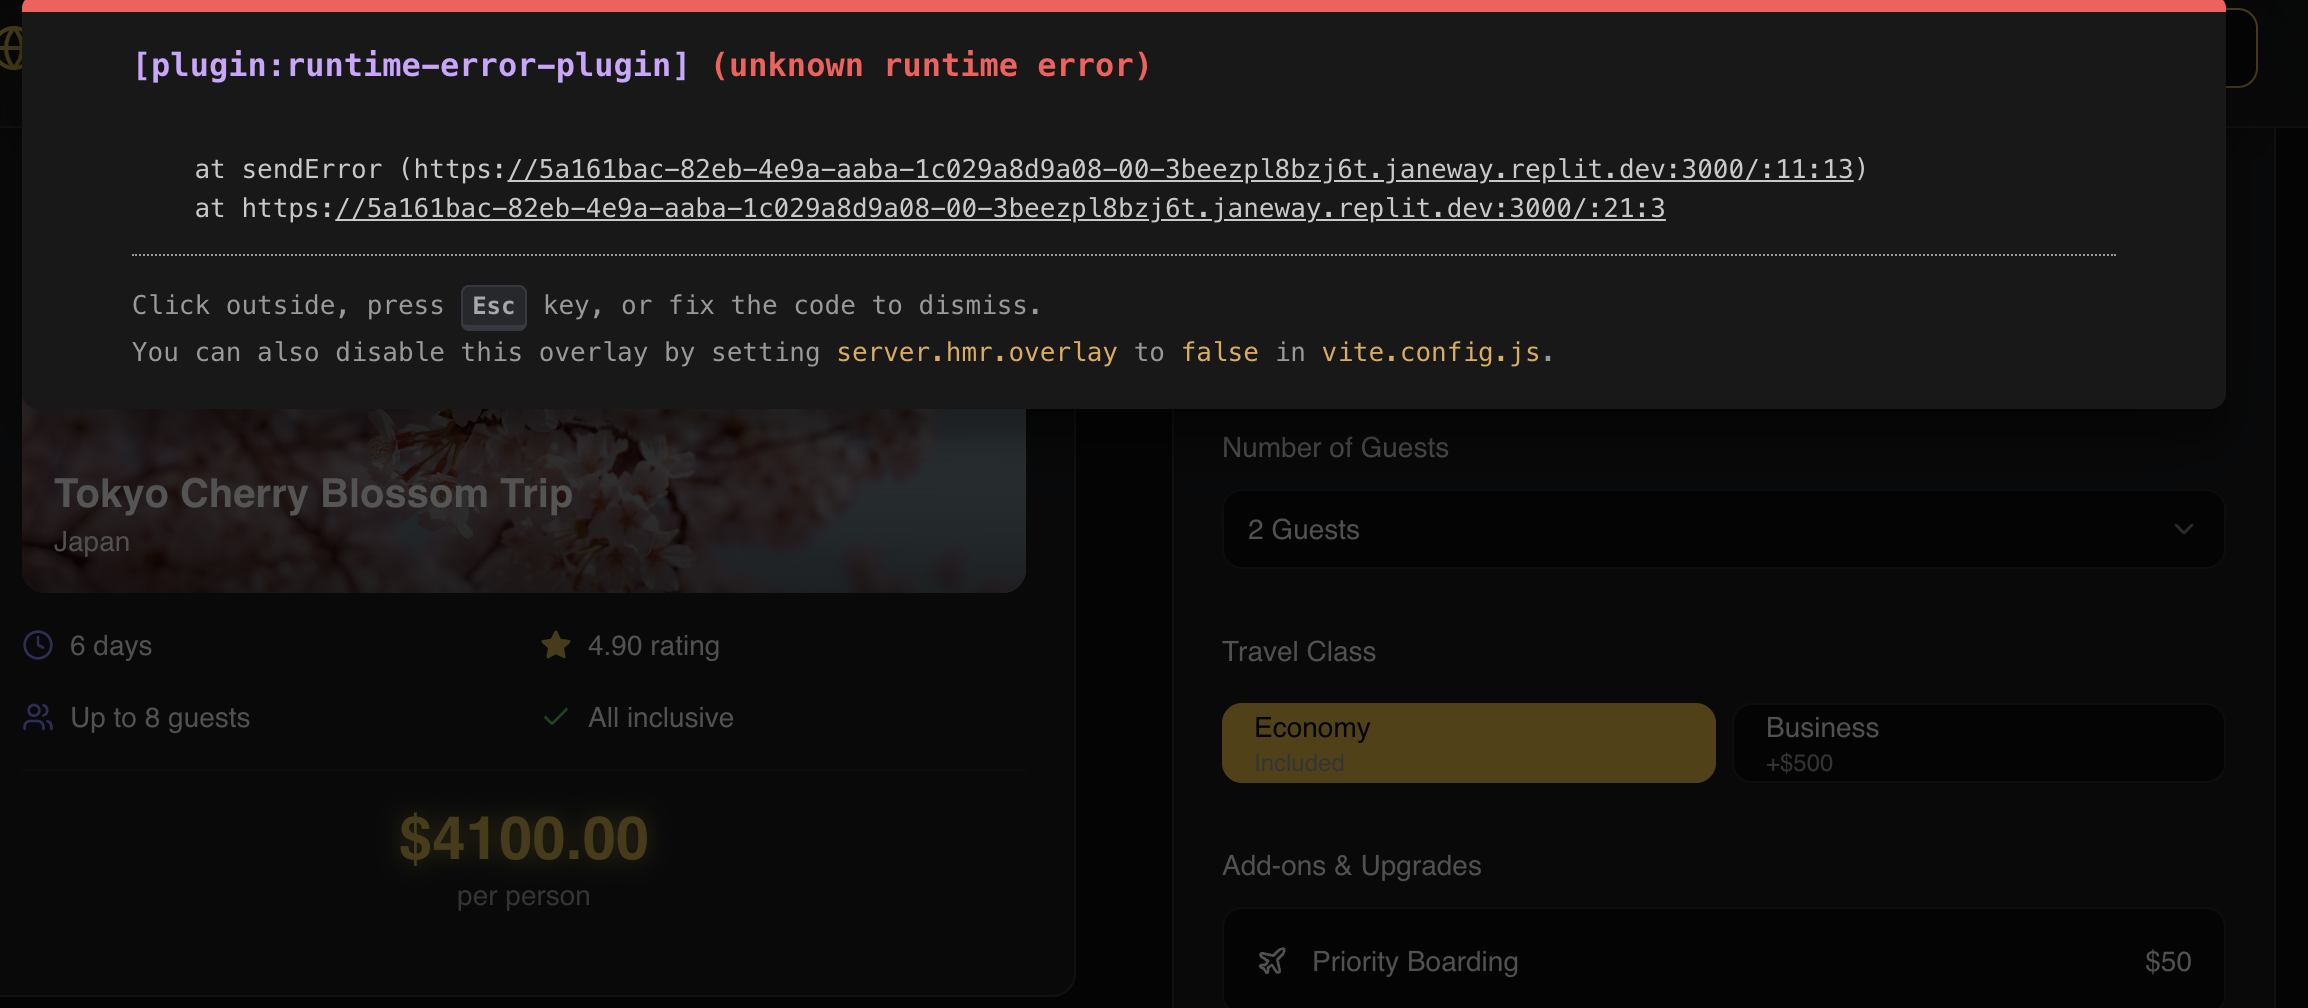 [plugin:runtime-error-plugin] (unknown runtime error)
at sendError (https://5a161bac-82eb-4e9a-aaba-1c029a8d9a08-00-3beezpl8bzj6t.janeway.replit.dev:3000/:11:13)
at https://5a161bac-82eb-4e9a-aaba-1c029a8d9a08-00-3beezpl8bzj6t.janeway.replit.dev:3000/:21:3
Click outside, press Esc key, or fix the code to dismiss.
You can also disable this overlay by setting server.hmr.overlay to false in vite.config.js.
Tokyo Cherry Blossom Trip
Japan
6 days
4.90 rating
Up to 8 guests
All inclusive
$4100.00
per person
Number of Guests
2 Guests
Travel Class
Economy
Included
Business
+$500
Add-ons & Upgrades
Priority Boarding
$50